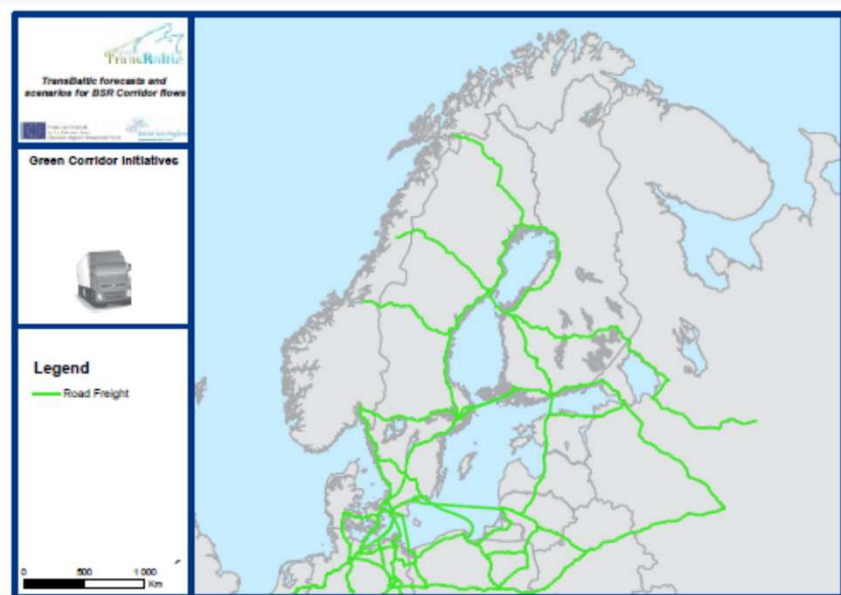 TransBaltic
TransBaltic forecasts and
scenarios for BSR Corridor flows
Green Corridor Initiatives
Legend
Road Freight
0 500 1 000
Km